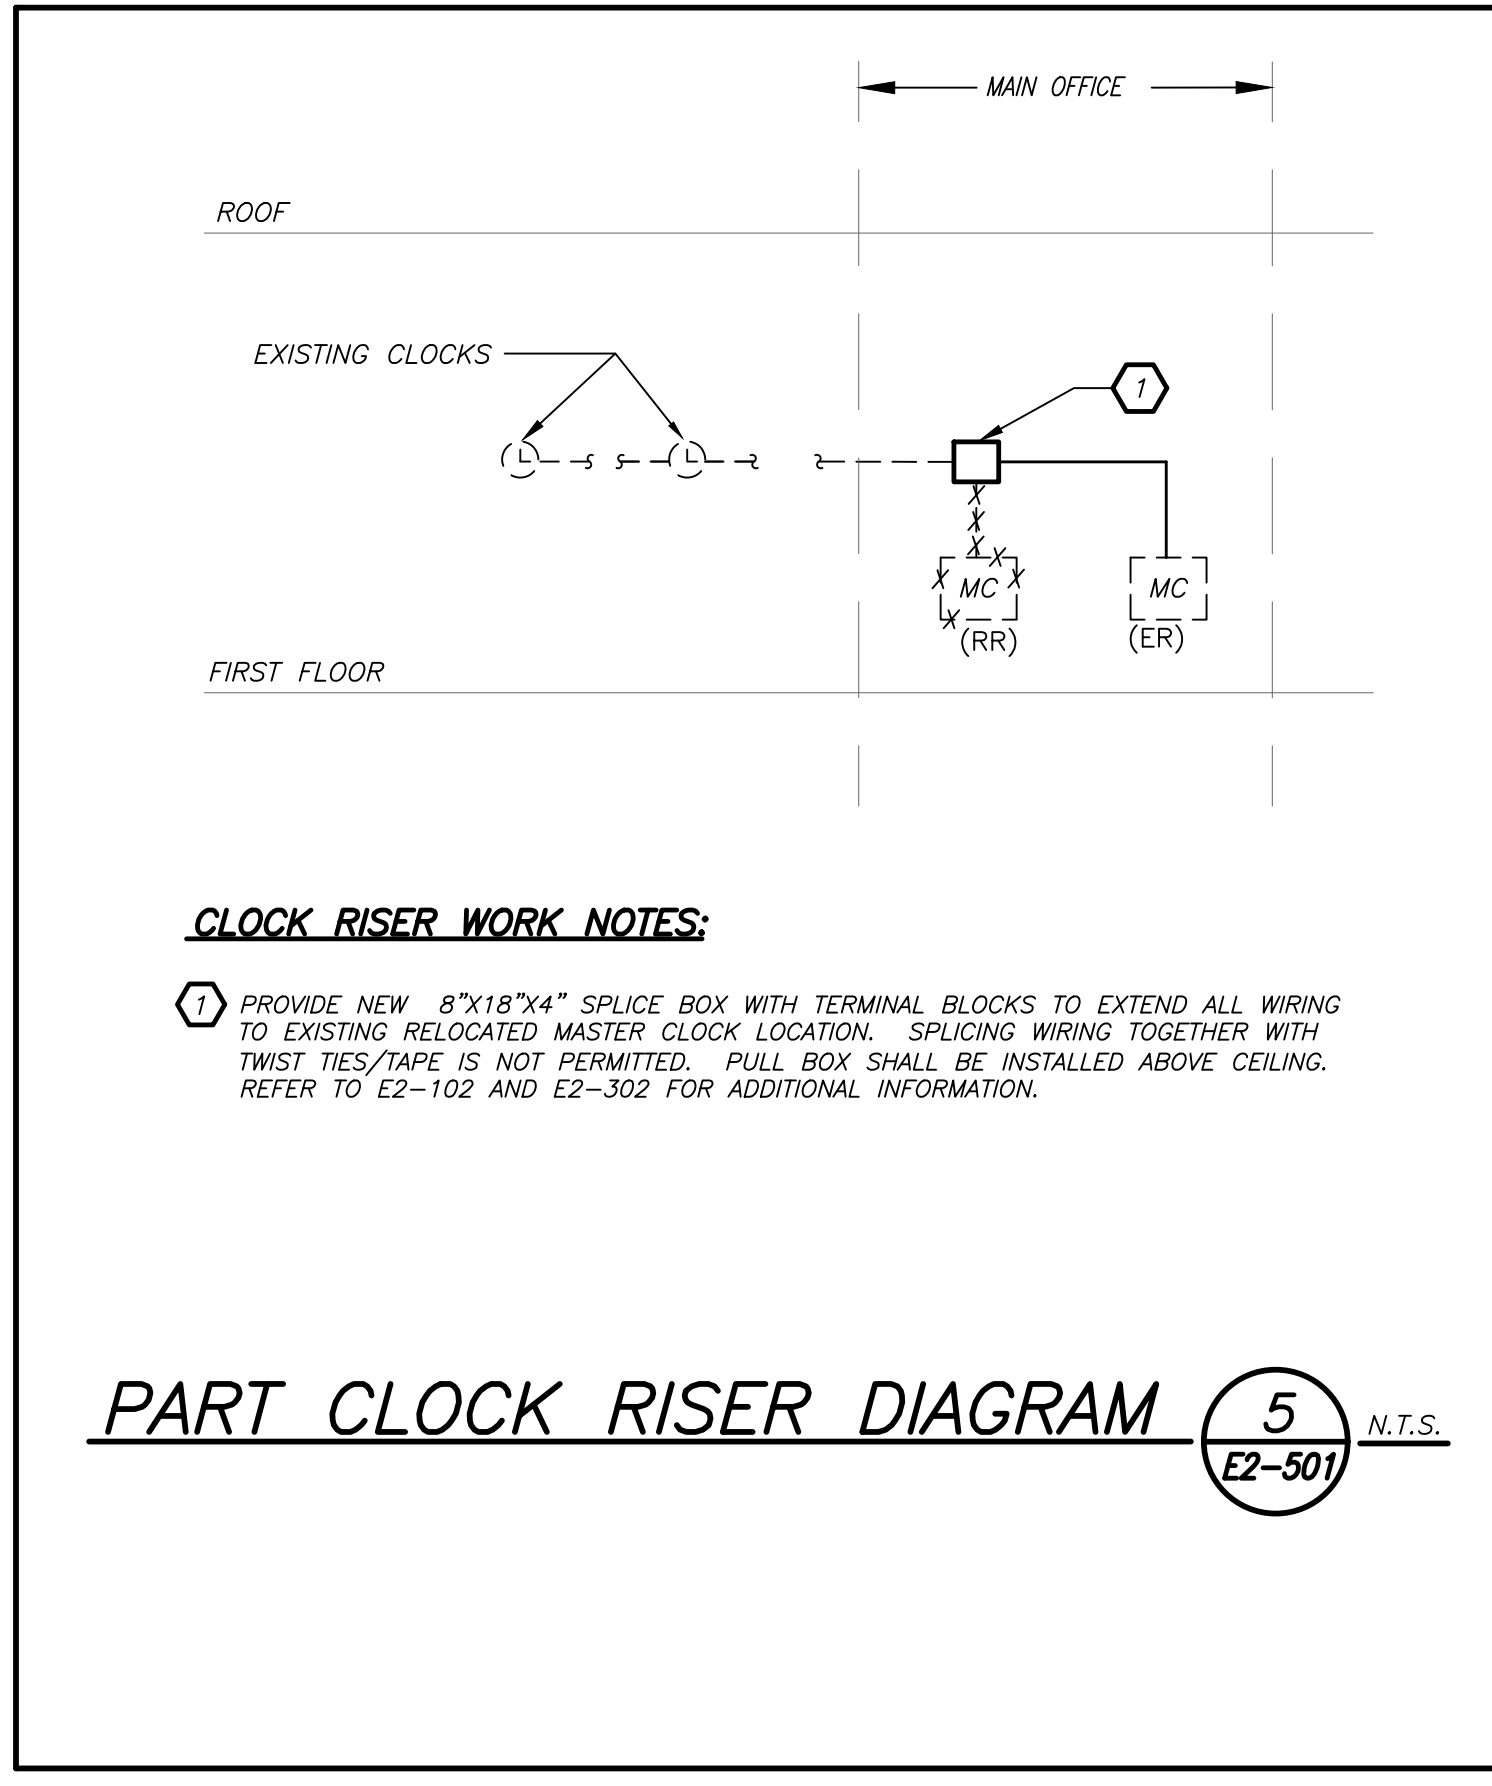 MAIN OFFICE
ROOF
EXISTING CLOCKS
1
MC
MC
(RR)
(ER)
FIRST FLOOR
CLOCK RISER WORK NOTES:
1 PROVIDE NEW 8"X18"X4" SPLICE BOX WITH TERMINAL BLOCKS TO EXTEND ALL WIRING
TO EXISTING RELOCATED MASTER CLOCK LOCATION. SPLICING WIRING TOGETHER WITH
TWIST TIES/TAPE IS NOT PERMITTED. PULL BOX SHALL BE INSTALLED ABOVE CEILING.
REFER TO E2-102 AND E2-302 FOR ADDITIONAL INFORMATION.
PART CLOCK RISER DIAGRAM
5
E2-501
N.T.S.